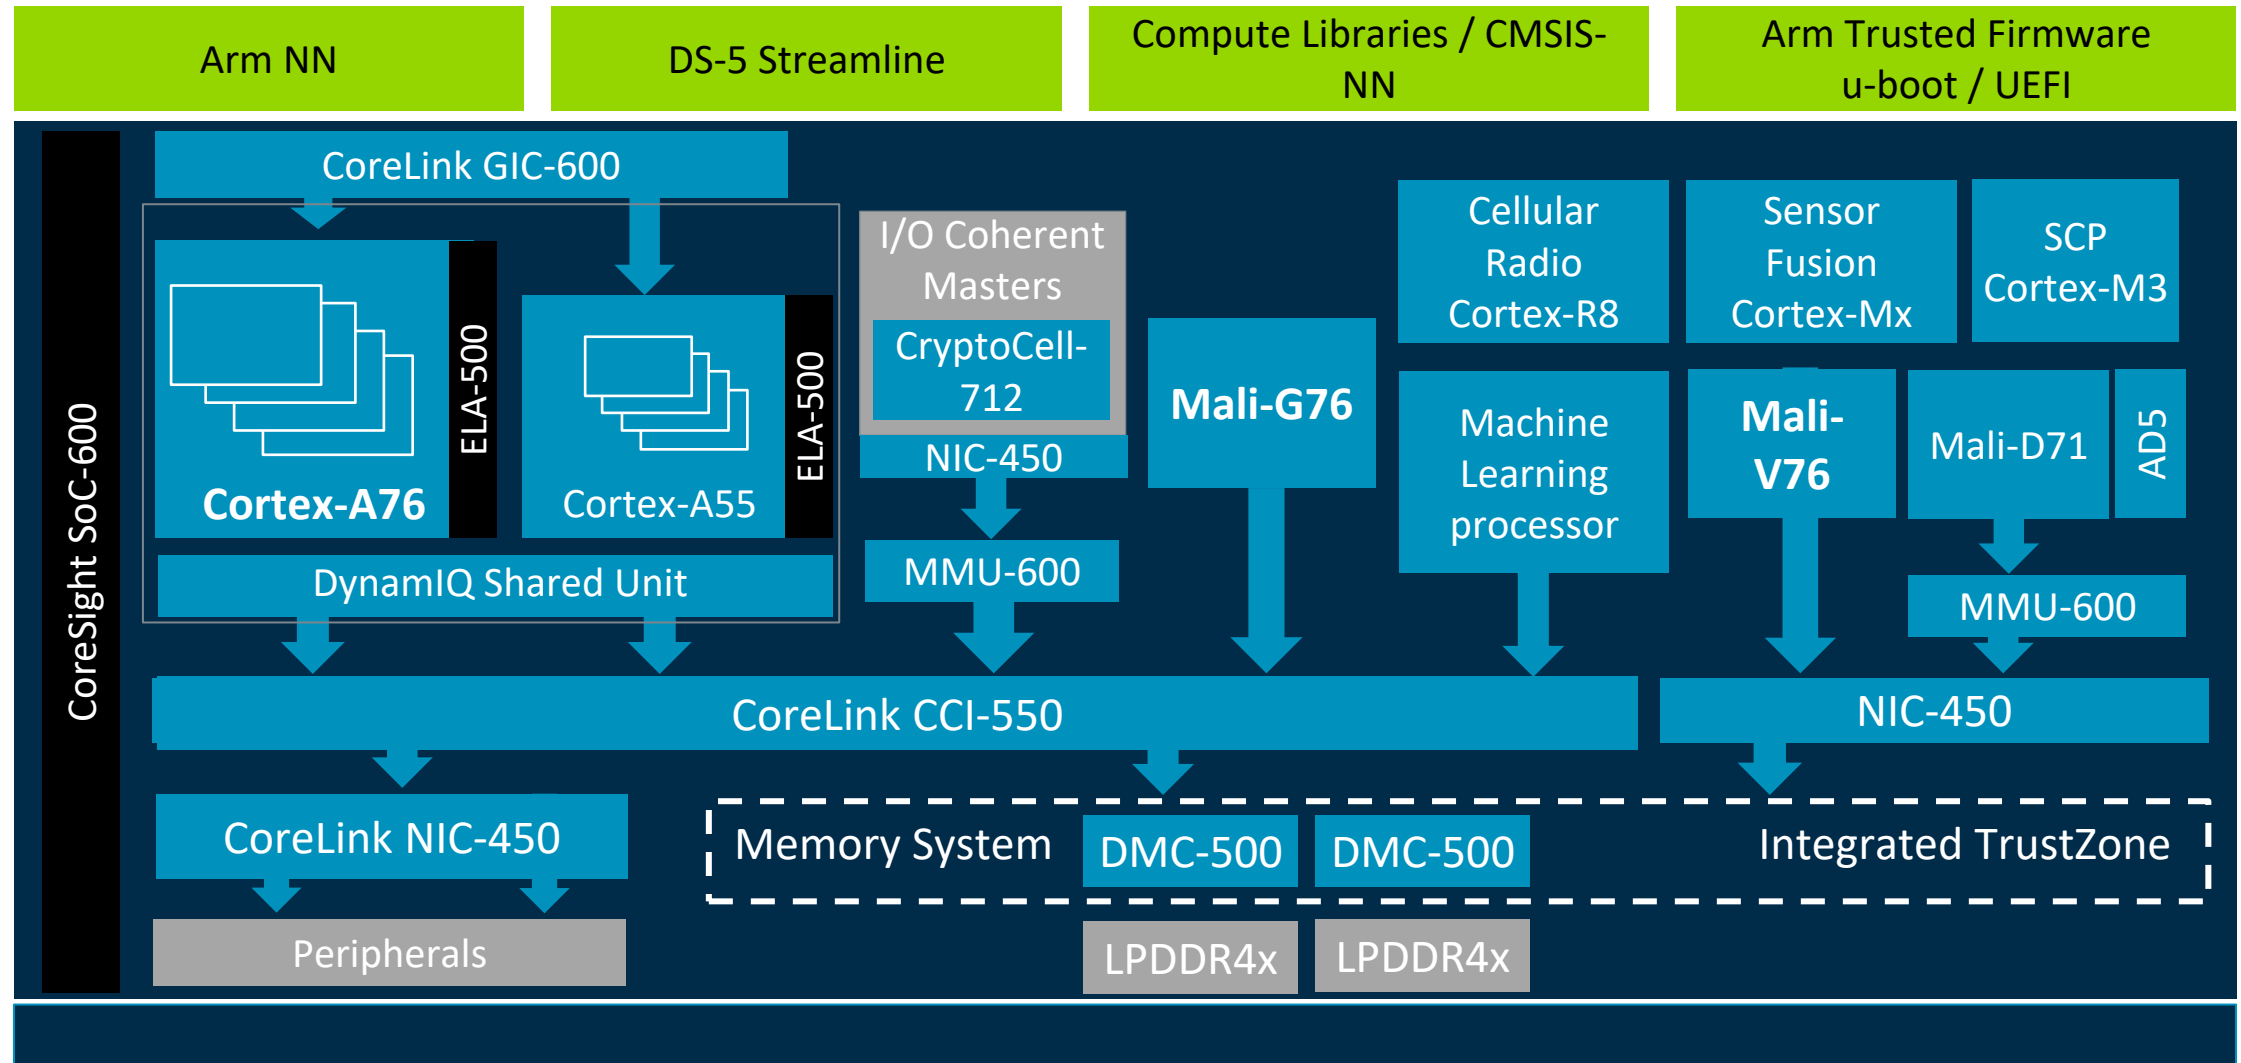 Arm NN
DS-5 Streamline
Compute Libraries / CMSIS-
NN
Arm Trusted Firmware
u-boot / UEFI
CoreSight SoC-600
CoreLink GIC-600
Cortex-A76
ELA-500
Cortex-A55
ELA-500
DynamIQ Shared Unit
I/O Coherent
Masters
CryptoCell-
712
NIC-450
MMU-600
Mali-G76
Cellular
Radio
Cortex-R8
Sensor
Fusion
Cortex-Mx
SCP
Cortex-M3
Machine
Learning
processor
Mali-
V76
Mali-D71
AD5
MMU-600
CoreLink CCI-550
NIC-450
CoreLink NIC-450
Peripherals
Memory System
DMC-500
DMC-500
Integrated TrustZone
LPDDR4x
LPDDR4x